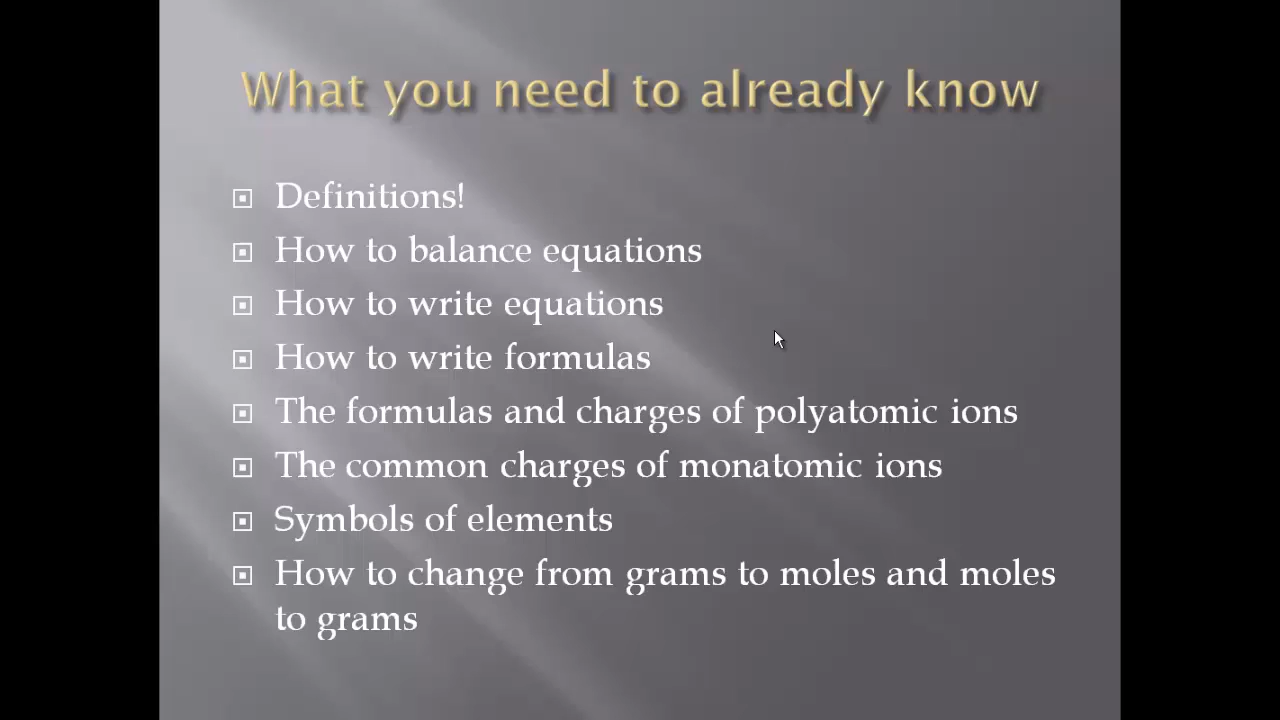 What you need to already know
Definitions!
How to balance equations
How to write equations
How to write formulas
The formulas and charges of polyatomic ions
The common charges of monatomic ions
Symbols of elements
How to change from grams to moles and moles
to grams